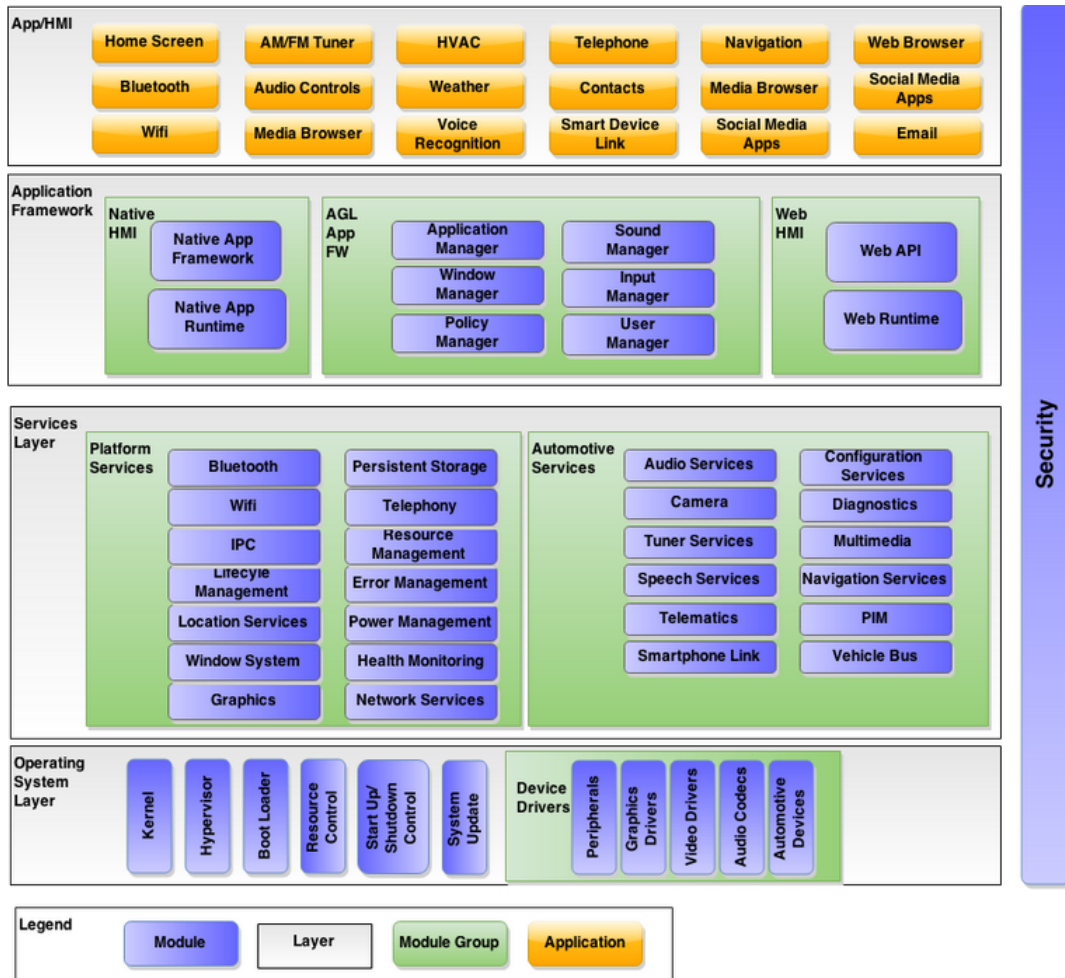 App/HMI
Home Screen
AM/FM Tuner
HVAC
Telephone
Navigation
Web Browser
Bluetooth
Audio Controls
Weather
Contacts
Media Browser
Social Media
Apps
Wifi
Media Browser
Voice
Recognition
Smart Device
Link
Social Media
Apps
Email
Application
Framework
Native
HMI
Native App
Framework
Native App
Runtime
AGL
App
FW
Application
Manager
Sound
Manager
Window
Manager
Input
Manager
Policy
Manager
User
Manager
Web
HMI
Web API
Web Runtime
Services
Layer
Platform
Services
Bluetooth
Persistent Storage
Wifi
Telephony
IPC
Resource
Management
Lifecyle
Management
Error Management
Location Services
Power Management
Window System
Health Monitoring
Graphics
Network Services
Automotive
Services
Audio Services
Configuration
Services
Camera
Diagnostics
Tuner Services
Multimedia
Speech Services
Navigation Services
Telematics
PIM
Smartphone Link
Vehicle Bus
Operating
System
Layer
Kernel
Hypervisor
Boot Loader
Resource
Control
Start Up/
Shutdown
Control
System
Update
Device
Drivers
Peripherals
Graphics
Drivers
Video Drivers
Audio Codecs
Automotive
Devices
Security
Legend
Module
Layer
Module Group
Application